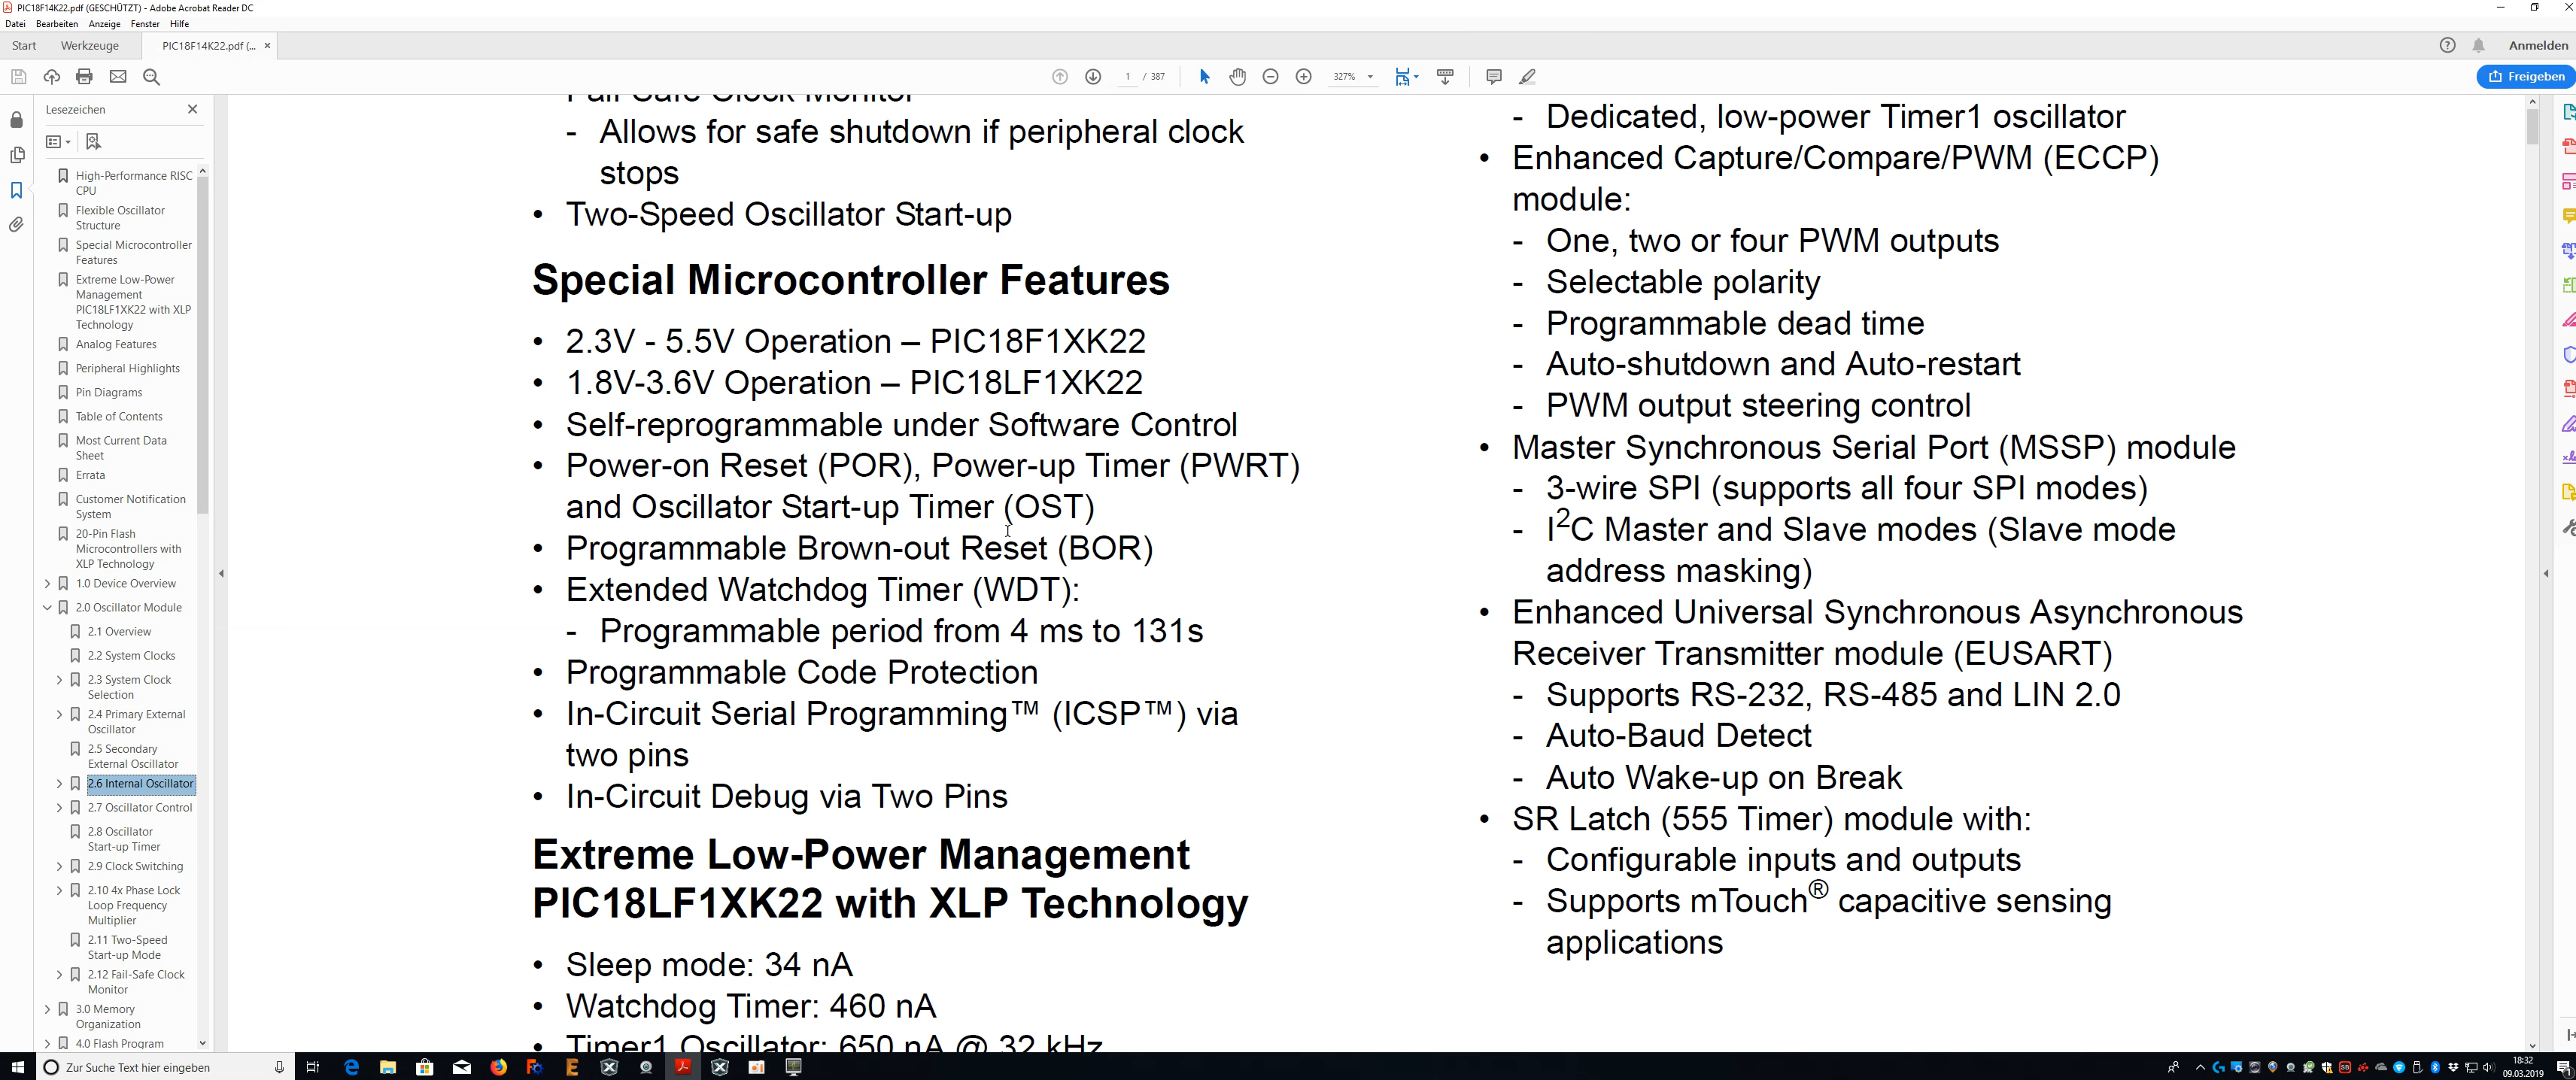 PIC18F14K22.pdf (GESCHÜTZT) - Adobe Acrobat Reader DC
Datei Bearbeiten Anzeige Fenster Hilfe
Start Werkzeuge PIC18F14K22.pdf (... ×
Anmelden
1 / 387
327%
Freigeben
Lesezeichen
High-Performance RISC
CPU
Flexible Oscillator
Structure
Special Microcontroller
Features
Extreme Low-Power
Management
PIC18LF1XK22 with XLP
Technology
Analog Features
Peripheral Highlights
Pin Diagrams
Table of Contents
Most Current Data
Sheet
Errata
Customer Notification
System
20-Pin Flash
Microcontrollers with
XLP Technology
1.0 Device Overview
2.0 Oscillator Module
2.1 Overview
2.2 System Clocks
2.3 System Clock
Selection
2.4 Primary External
Oscillator
2.5 Secondary
External Oscillator
2.6 Internal Oscillator
2.7 Oscillator Control
2.8 Oscillator
Start-up Timer
2.9 Clock Switching
2.10 4x Phase Lock
Loop Frequency
Multiplier
2.11 Two-Speed
Start-up Mode
2.12 Fail-Safe Clock
Monitor
3.0 Memory
Organization
4.0 Flash Program
Fail-Safe Clock Monitor
- Allows for safe shutdown if peripheral clock
stops
• Two-Speed Oscillator Start-up
Special Microcontroller Features
• 2.3V - 5.5V Operation – PIC18F1XK22
• 1.8V-3.6V Operation – PIC18LF1XK22
• Self-reprogrammable under Software Control
• Power-on Reset (POR), Power-up Timer (PWRT)
and Oscillator Start-up Timer (OST)
• Programmable Brown-out Reset (BOR)
• Extended Watchdog Timer (WDT):
- Programmable period from 4 ms to 131s
• Programmable Code Protection
• In-Circuit Serial Programming™ (ICSP™) via
two pins
• In-Circuit Debug via Two Pins
Extreme Low-Power Management
PIC18LF1XK22 with XLP Technology
• Sleep mode: 34 nA
• Watchdog Timer: 460 nA
• Timer1 Oscillator: 650 nA @ 32 kHz
- Dedicated, low-power Timer1 oscillator
• Enhanced Capture/Compare/PWM (ECCP)
module:
- One, two or four PWM outputs
- Selectable polarity
- Programmable dead time
- Auto-shutdown and Auto-restart
- PWM output steering control
• Master Synchronous Serial Port (MSSP) module
- 3-wire SPI (supports all four SPI modes)
- I²C Master and Slave modes (Slave mode
address masking)
• Enhanced Universal Synchronous Asynchronous
Receiver Transmitter module (EUSART)
- Supports RS-232, RS-485 and LIN 2.0
- Auto-Baud Detect
- Auto Wake-up on Break
• SR Latch (555 Timer) module with:
- Configurable inputs and outputs
- Supports mTouch® capacitive sensing
applications
Zur Suche Text hier eingeben
18:32
09.03.2019